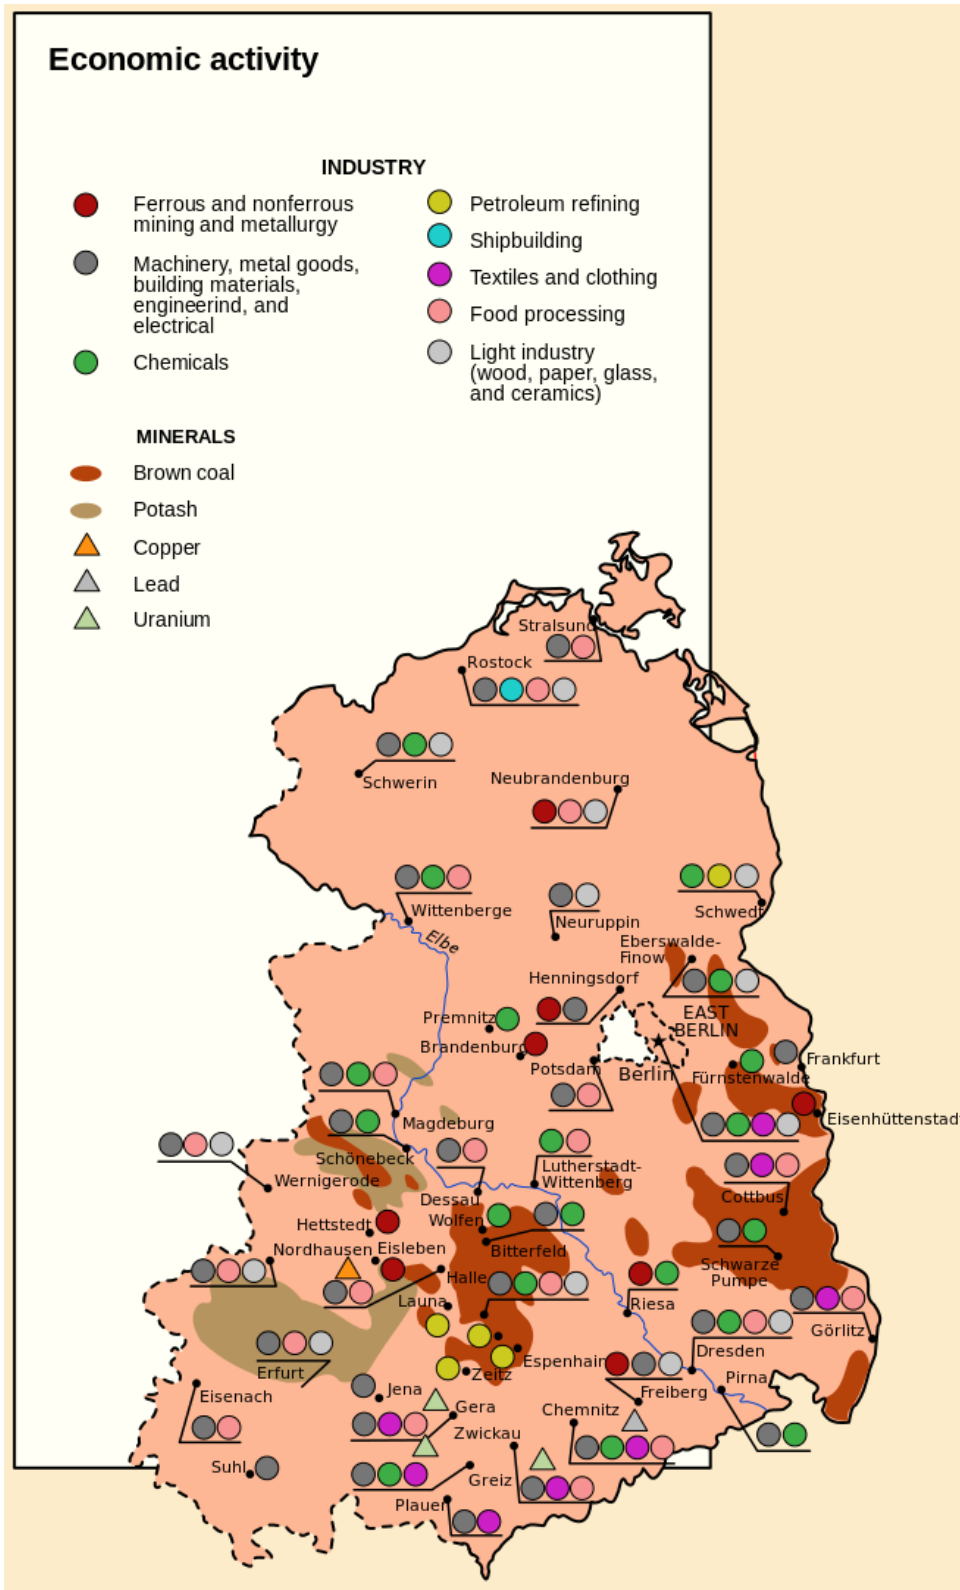 Economic activity
INDUSTRY
Ferrous and nonferrous
mining and metallurgy
Machinery, metal goods,
building materials,
engineerind, and
electrical
Chemicals
Petroleum refining
Shipbuilding
Textiles and clothing
Food processing
Light industry
(wood, paper, glass,
and ceramics)
MINERALS
Brown coal
Potash
Copper
Lead
Uranium
Stralsund
Rostock
Schwerin
Neubrandenburg
Wittenberge
Neuruppin
Schwedt
Elbe
Eberswalde-
Finow
Henningsdorf
Premnitz
EAST
BERLIN
Brandenburg
Potsdam
Berlin
Frankfurt
Fürnstenwalde
Magdeburg
Eisenhüttenstadt
Schönebeck
Wernigerode
Lutherstadt-
Wittenberg
Dessau
Cottbus
Hettstedt
Wolfen
Nordhausen
Eisleben
Bitterfeld
Halle
Schwarze
Pumpe
Launa
Riesa
Görlitz
Erfurt
Espenhain
Dresden
Zeitz
Pirna
Eisenach
Jena
Freiberg
Gera
Chemnitz
Zwickau
Suhl
Greiz
Plauen